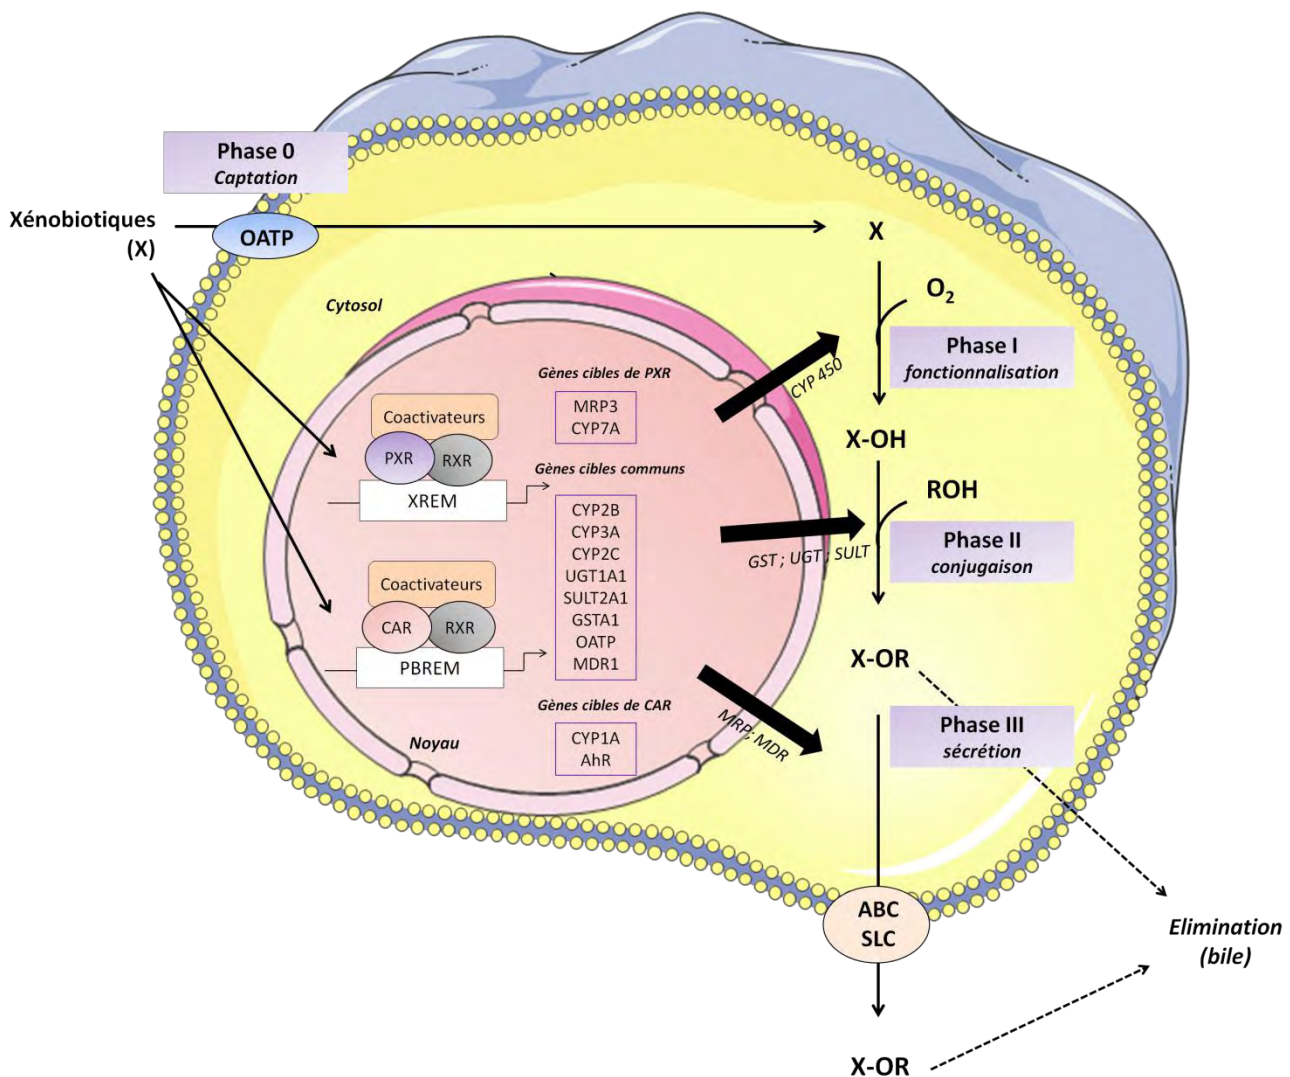 Phase 0
Captation
Xénobiotiques
(X)
OATP
X
O2
Phase I
fonctionnalisation
Cytosol
CYP 450
Gènes cibles de PXR
MRP3
CYP7A
Coactivateurs
PXR
RXR
XREM
X-OH
Gènes cibles communs
CYP2B
CYP3A
CYP2C
UGT1A1
SULT2A1
GSTA1
OATP
MDR1
ROH
GST ; UGT ; SULT
Phase II
conjugaison
Coactivateurs
CAR
RXR
PBREM
X-OR
Gènes cibles de CAR
CYP1A
AhR
Noyau
MRP; MDR
Phase III
sécrétion
ABC
SLC
Elimination
(bile)
X-OR